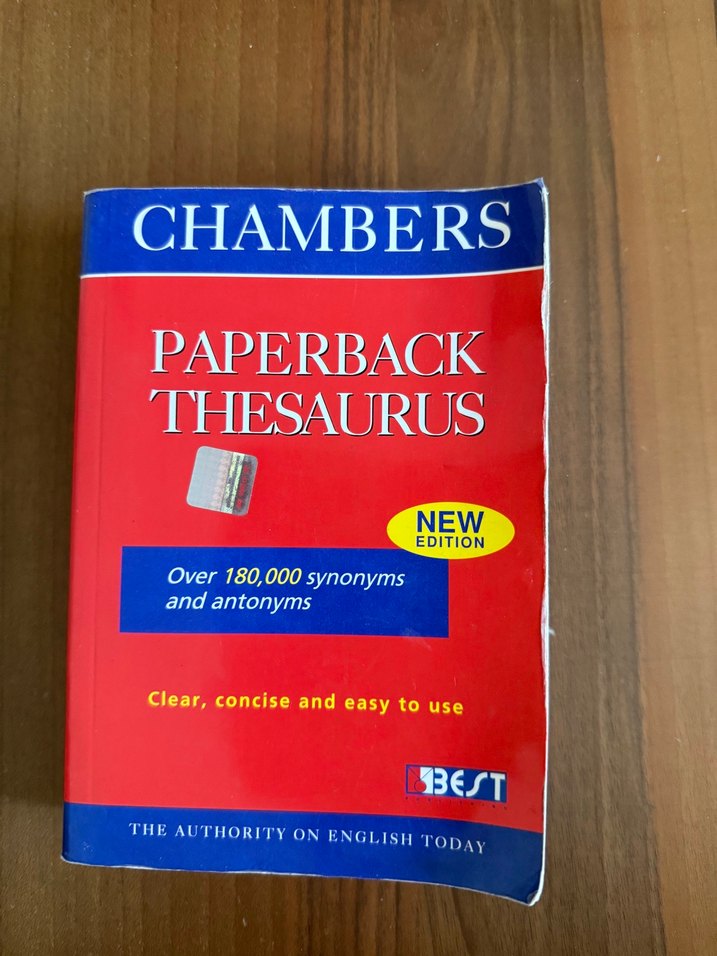 CHAMBERS
PAPERBACK
THESAURUS
NEW
EDITION
Over 180,000 synonyms
and antonyms
Clear, concise and easy to use
BEST
THE AUTHORITY ON ENGLISH TODAY